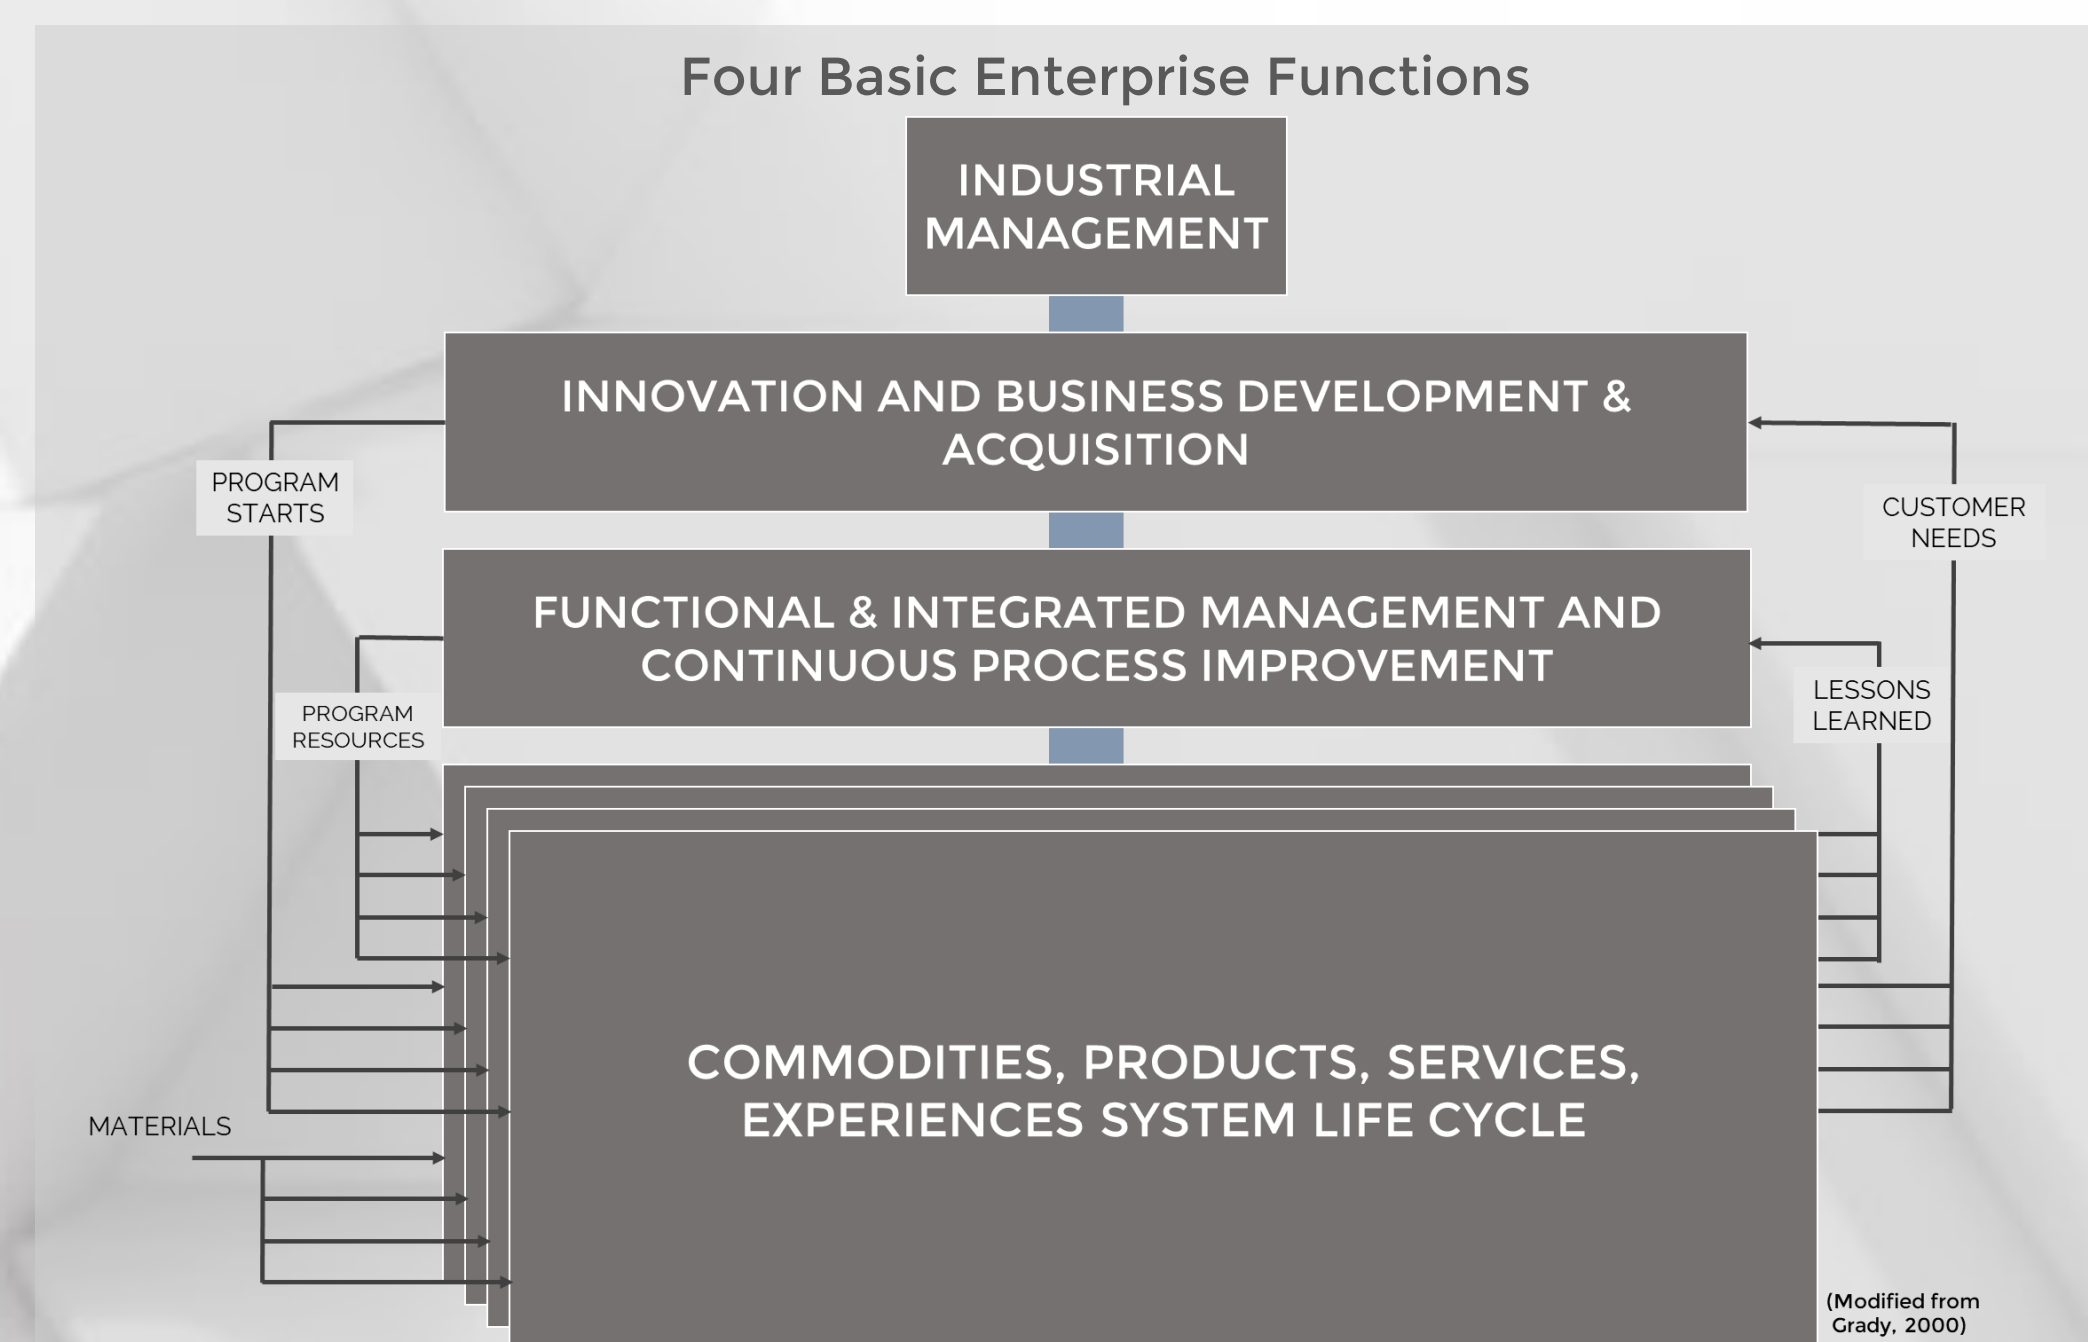 Four Basic Enterprise Functions
INDUSTRIAL
MANAGEMENT
INNOVATION AND BUSINESS DEVELOPMENT &
ACQUISITION
PROGRAM
STARTS
CUSTOMER
NEEDS
FUNCTIONAL & INTEGRATED MANAGEMENT AND
CONTINUOUS PROCESS IMPROVEMENT
PROGRAM
RESOURCES
LESSONS
LEARNED
COMMODITIES, PRODUCTS, SERVICES,
EXPERIENCES SYSTEM LIFE CYCLE
MATERIALS
(Modified from
Grady, 2000)